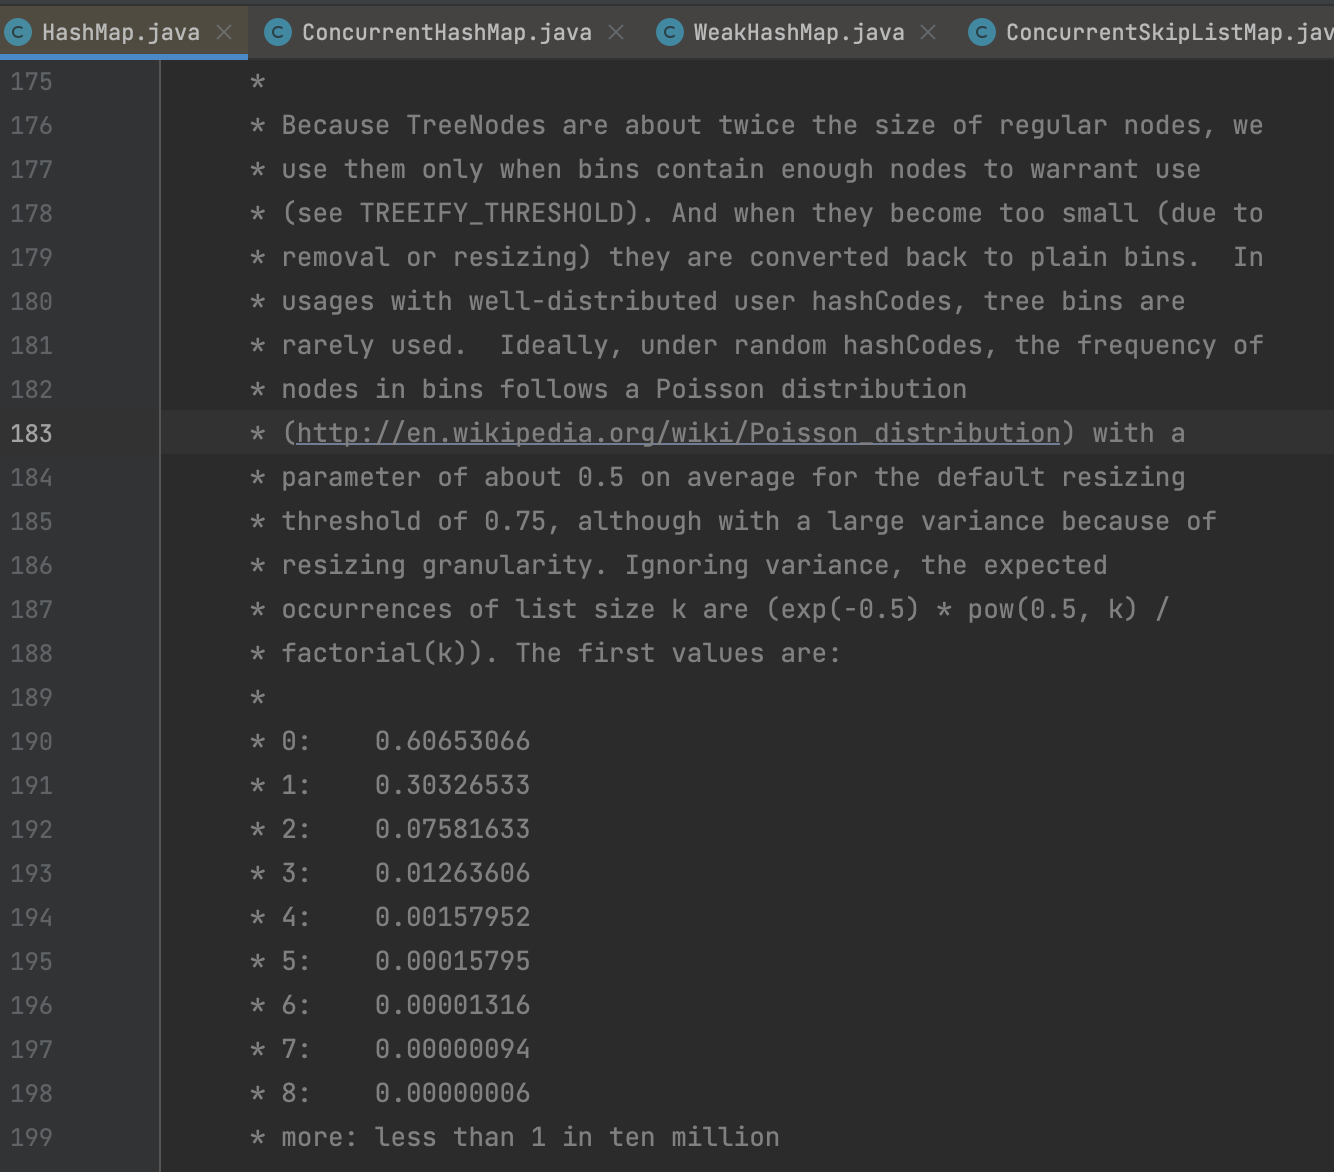 C HashMap.java × C ConcurrentHashMap.java × C WeakHashMap.java × C ConcurrentSkipListMap.jav
175 *
176 * Because TreeNodes are about twice the size of regular nodes, we
177 * use them only when bins contain enough nodes to warrant use
178 * (see TREEIFY_THRESHOLD). And when they become too small (due to
179 * removal or resizing) they are converted back to plain bins.  In
180 * usages with well-distributed user hashCodes, tree bins are
181 * rarely used.  Ideally, under random hashCodes, the frequency of
182 * nodes in bins follows a Poisson distribution
183 * (http://en.wikipedia.org/wiki/Poisson_distribution) with a
184 * parameter of about 0.5 on average for the default resizing
185 * threshold of 0.75, although with a large variance because of
186 * resizing granularity. Ignoring variance, the expected
187 * occurrences of list size k are (exp(-0.5) * pow(0.5, k) /
188 * factorial(k)). The first values are:
189 *
190 * 0:    0.60653066
191 * 1:    0.30326533
192 * 2:    0.07581633
193 * 3:    0.01263606
194 * 4:    0.00157952
195 * 5:    0.00015795
196 * 6:    0.00001316
197 * 7:    0.00000094
198 * 8:    0.00000006
199 * more: less than 1 in ten million